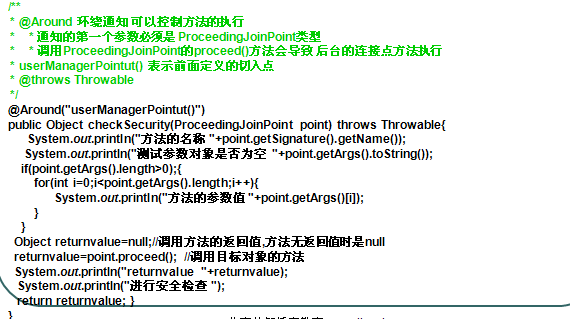 /**
* @Around 环绕通知 可以控制方法的执行
* * 通知的第一个参数必须是 ProceedingJoinPoint类型
* * 调用ProceedingJoinPoint的proceed()方法会导致 后台的连接点方法执行
* userManagerPointut() 表示前面定义的切入点
* @throws Throwable
*/
@Around("userManagerPointut()")
public Object checkSecurity(ProceedingJoinPoint point) throws Throwable{
System.out.println("方法的名称 "+point.getSignature().getName());
System.out.println("测试参数对象是否为空 "+point.getArgs().toString());
if(point.getArgs().length>0);{
for(int i=0;i<point.getArgs().length;i++){
System.out.println("方法的参数值 "+point.getArgs()[i]);
}
}
Object returnvalue=null;//调用方法的返回值,方法无返回值时是null
returnvalue=point.proceed(); //调用目标对象的方法
System.out.println("returnvalue "+returnvalue);
System.out.println("进行安全检查 ");
return returnvalue; }
}